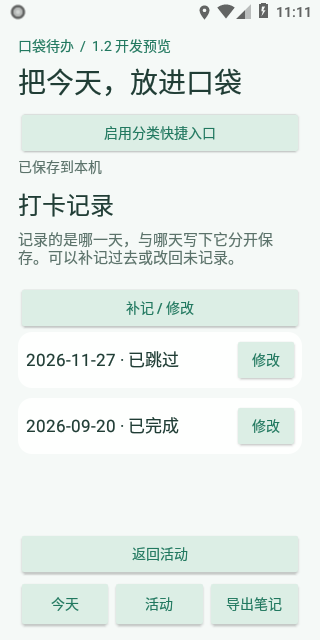 11:11
口袋待办 / 1.2 开发预览
把今天，放进口袋
启用分类快捷入口
已保存到本机
打卡记录
记录的是哪一天，与哪天写下它分开保
存。可以补记过去或改回未记录。
补记 / 修改
2026-11-27 · 已跳过
修改
2026-09-20 · 已完成
修改
返回活动
今天
活动
导出笔记